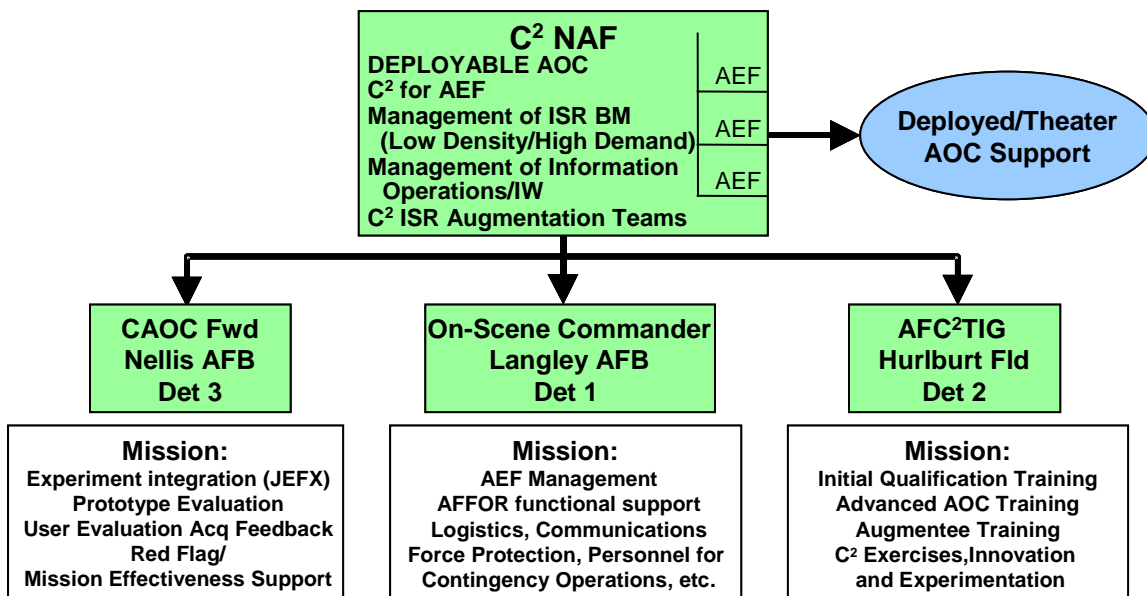 C² NAF
DEPLOYABLE AOC
C² for AEF
Management of ISR BM
(Low Density/High Demand)
Management of Information
Operations/IW
C² ISR Augmentation Teams
AEF
AEF
AEF
Deployed/Theater
AOC Support
CAOC Fwd
Nellis AFB
Det 3
On-Scene Commander
Langley AFB
Det 1
AFC²TIG
Hurlburt Fld
Det 2
Mission:
Experiment integration (JEFX)
Prototype Evaluation
User Evaluation Acq Feedback
Red Flag/
Mission Effectiveness Support
Mission:
AEF Management
AFFOR functional support
Logistics, Communications
Force Protection, Personnel for
Contingency Operations, etc.
Mission:
Initial Qualification Training
Advanced AOC Training
Augmentee Training
C² Exercises,Innovation
and Experimentation